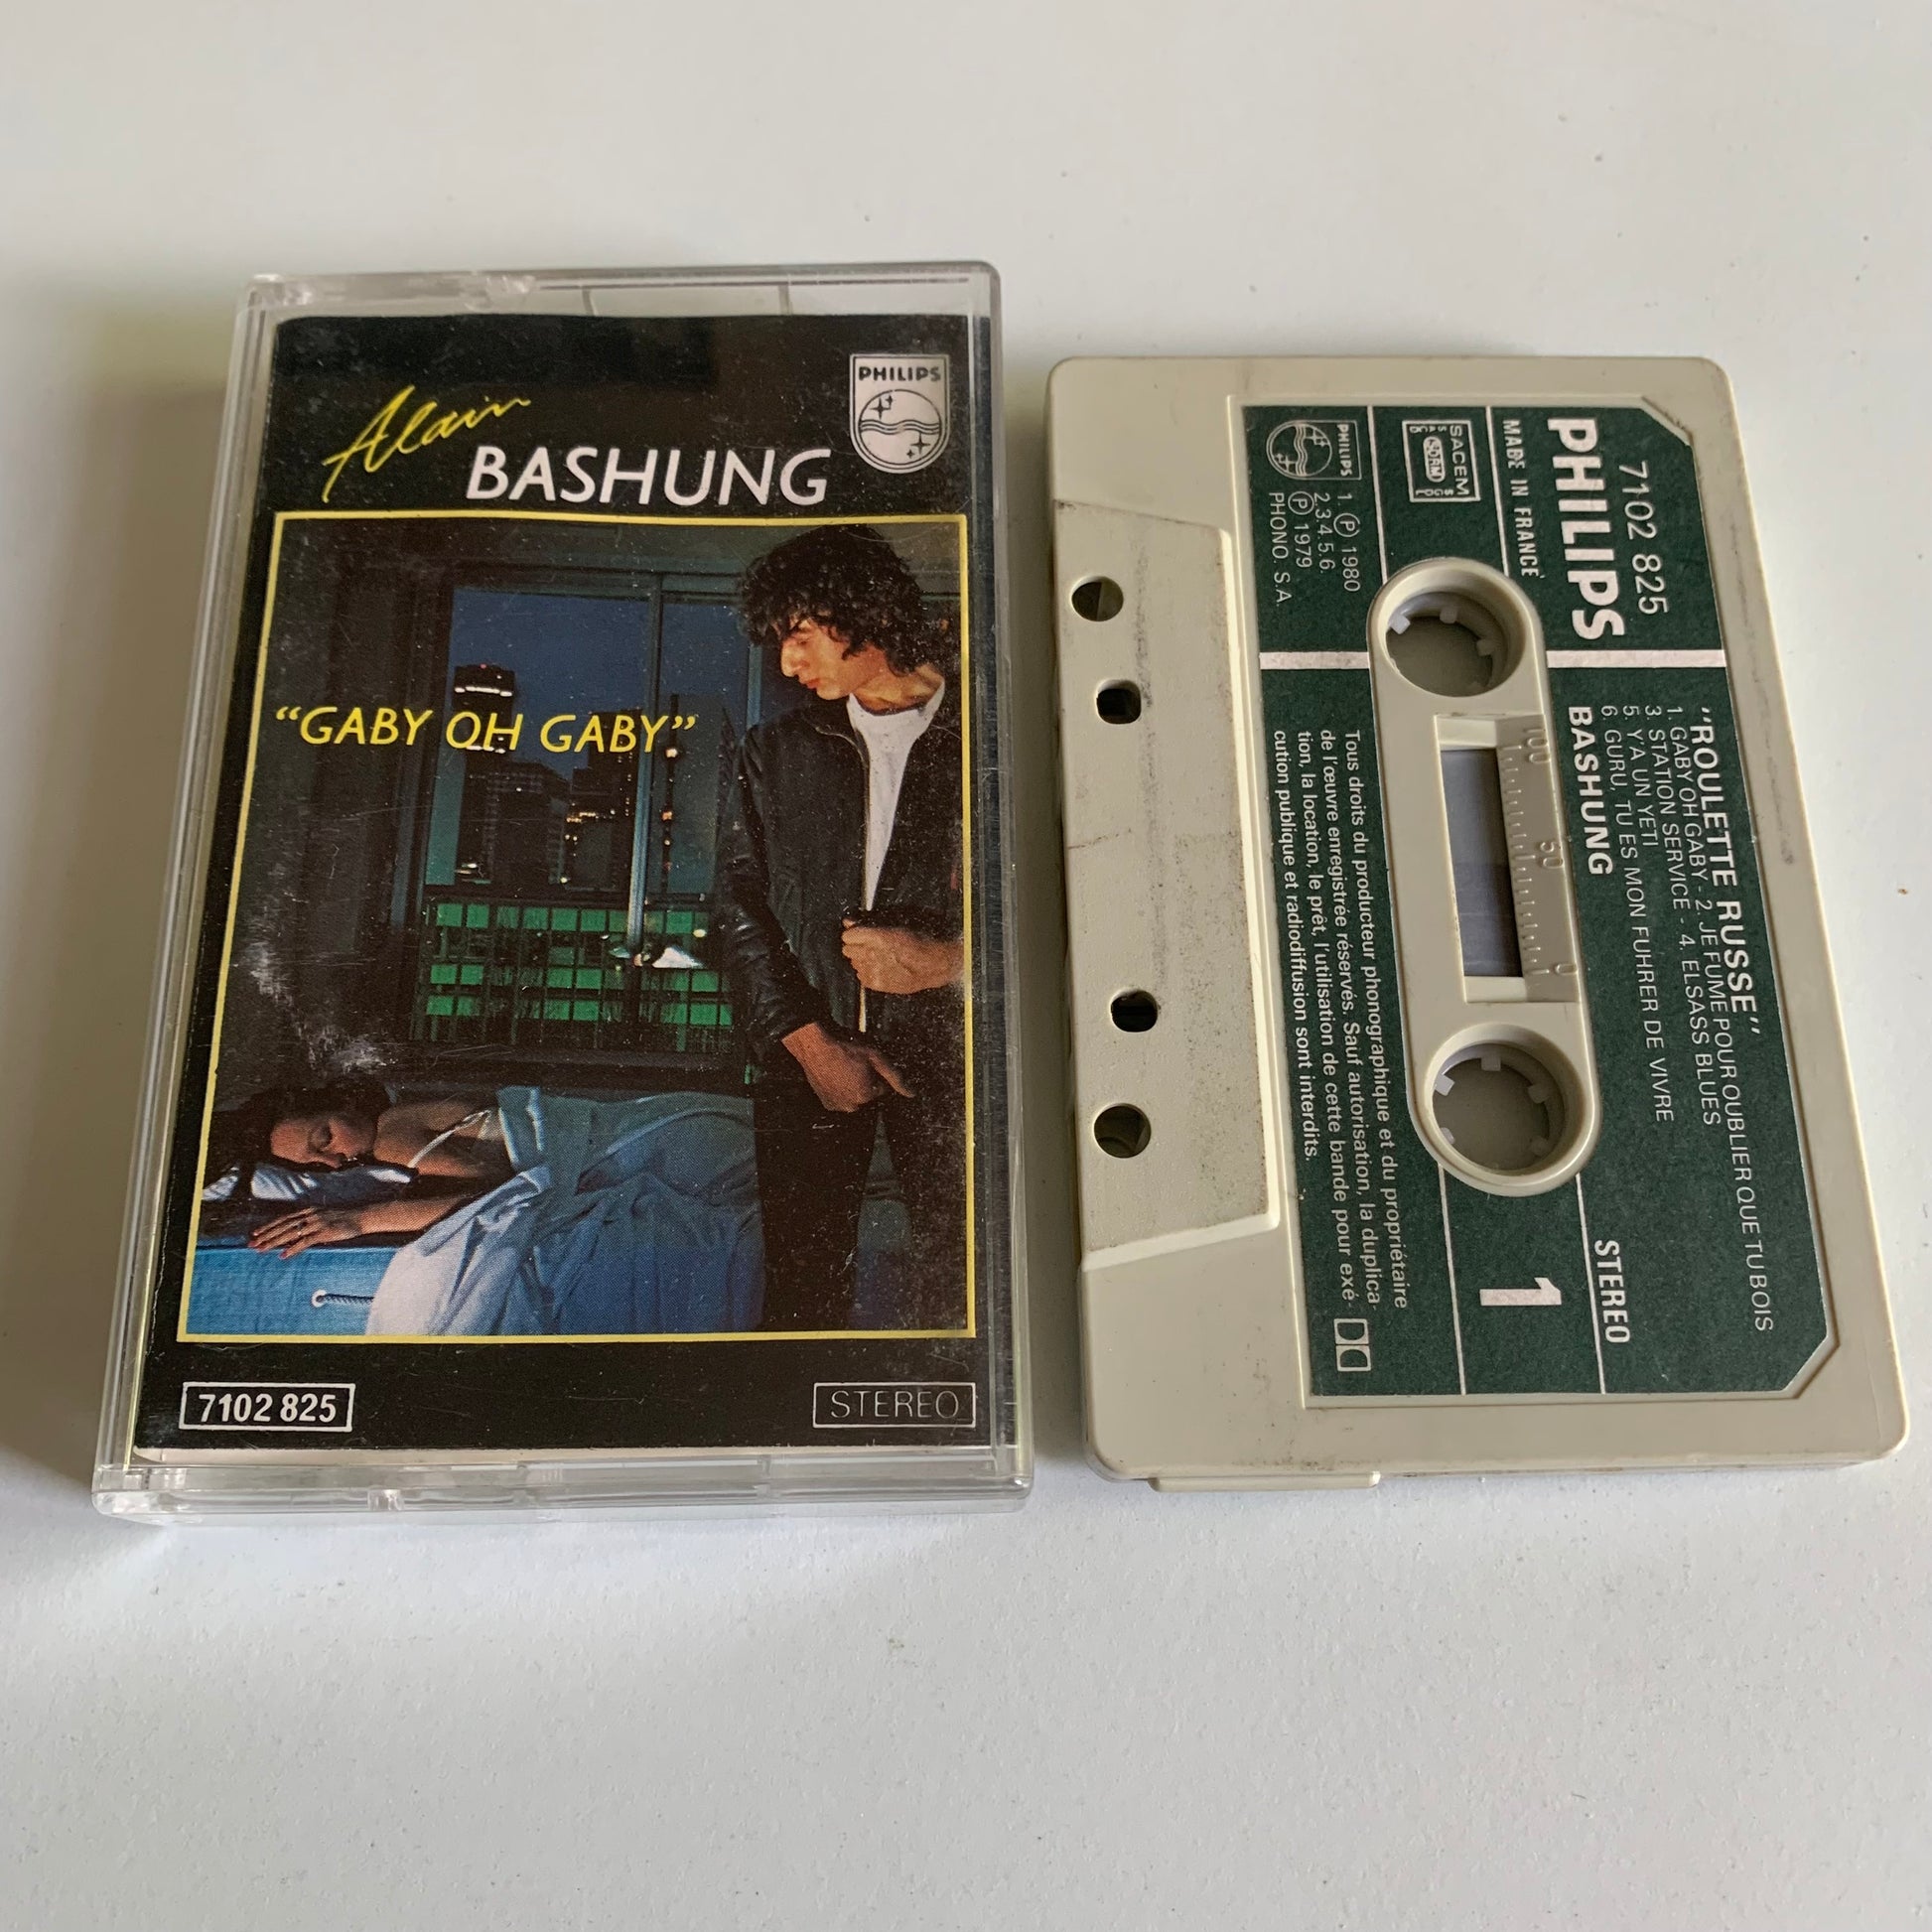 Alain
BASHUNG
PHILIPS
“GABY OH GABY”
7102 825
STEREO
“ROULETTE RUSSE”
1. GABY OH GABY - 2. JE FUME POUR OUBLIER QUE TU BOIS
3. STATION SERVICE - 4. ELSASS BLUES
5. Y'A UN YETI
6. GURU, TU ES MON FUHRER DE VIVRE
7102 825
PHILIPS
BASHUNG
STEREO
MADE IN FRANCE
1
SACEM
PHILIPS
1. Ⓟ 1980
2.3.4.5.6.
Ⓟ 1979
PHONO. S.A.
Tous droits du producteur phonographique et du propriétaire
de l'œuvre enregistrée réservés. Sauf autorisation, la duplica-
tion, la location, le prêt, l'utilisation de cette bande pour exé-
cution publique et radiodiffusion sont interdits.